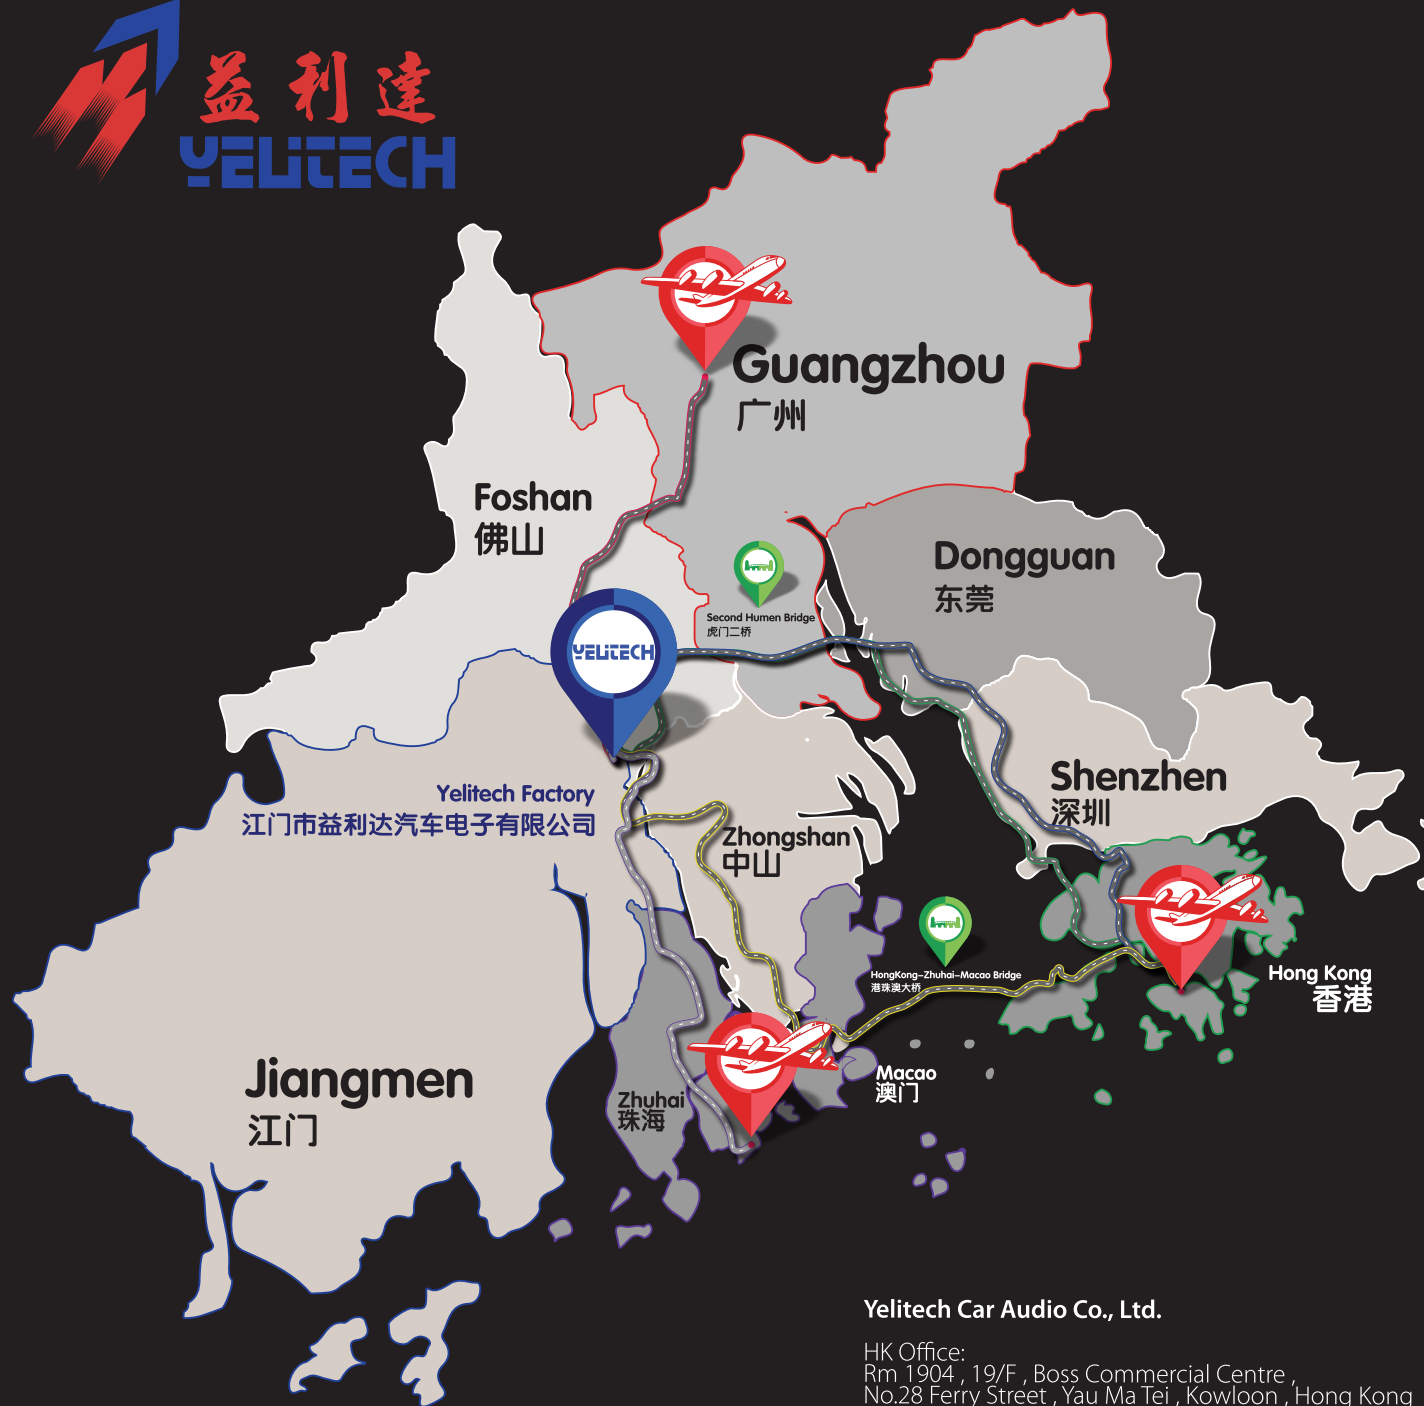 益利達
YELITECH
Guangzhou
广州
Foshan
佛山
Dongguan
东莞
Second Humen Bridge
虎门二桥
YELITECH
Yelitech Factory
江门市益利达汽车电子有限公司
Shenzhen
深圳
Zhongshan
中山
HongKong-Zhuhai-Macao Bridge
港珠澳大桥
Hong Kong
香港
Jiangmen
江门
Zhuhai
珠海
Macao
澳门
Yelitech Car Audio Co., Ltd.
HK Office:
Rm 1904 , 19/F , Boss Commercial Centre ,
No.28 Ferry Street , Yau Ma Tei , Kowloon , Hong Kong